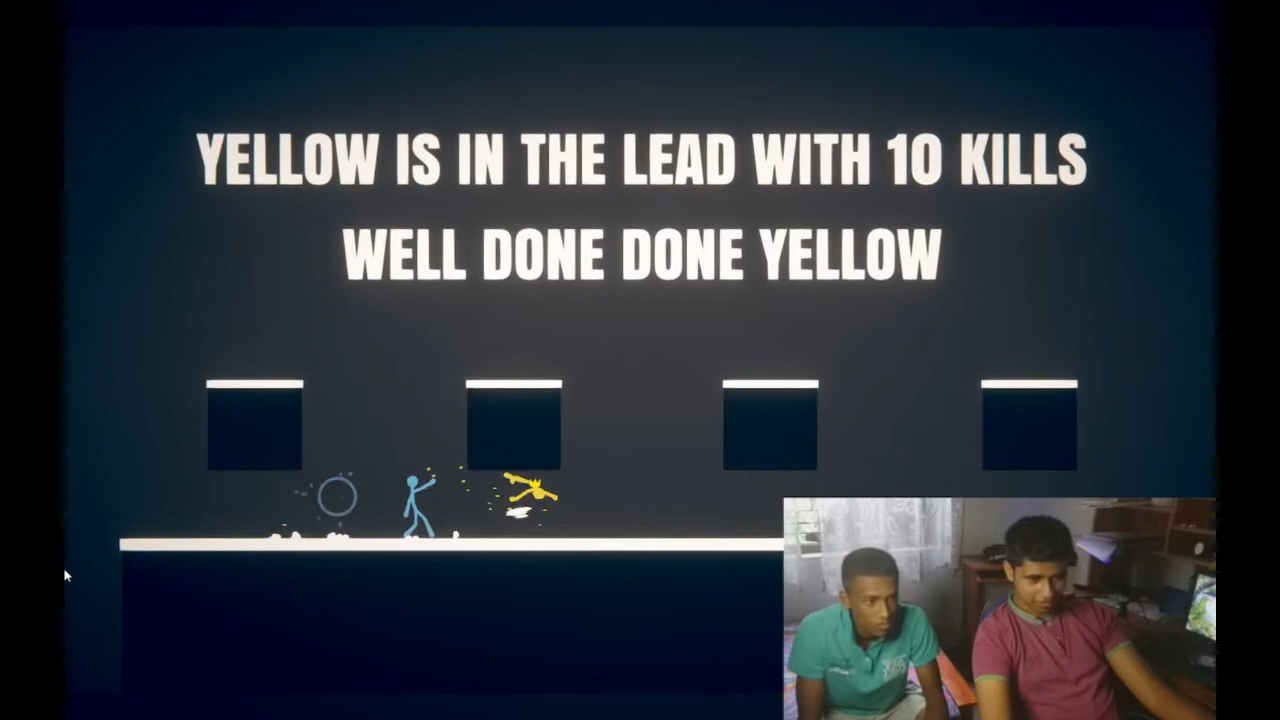 YELLOW IS IN THE LEAD WITH 10 KILLS
WELL DONE DONE YELLOW